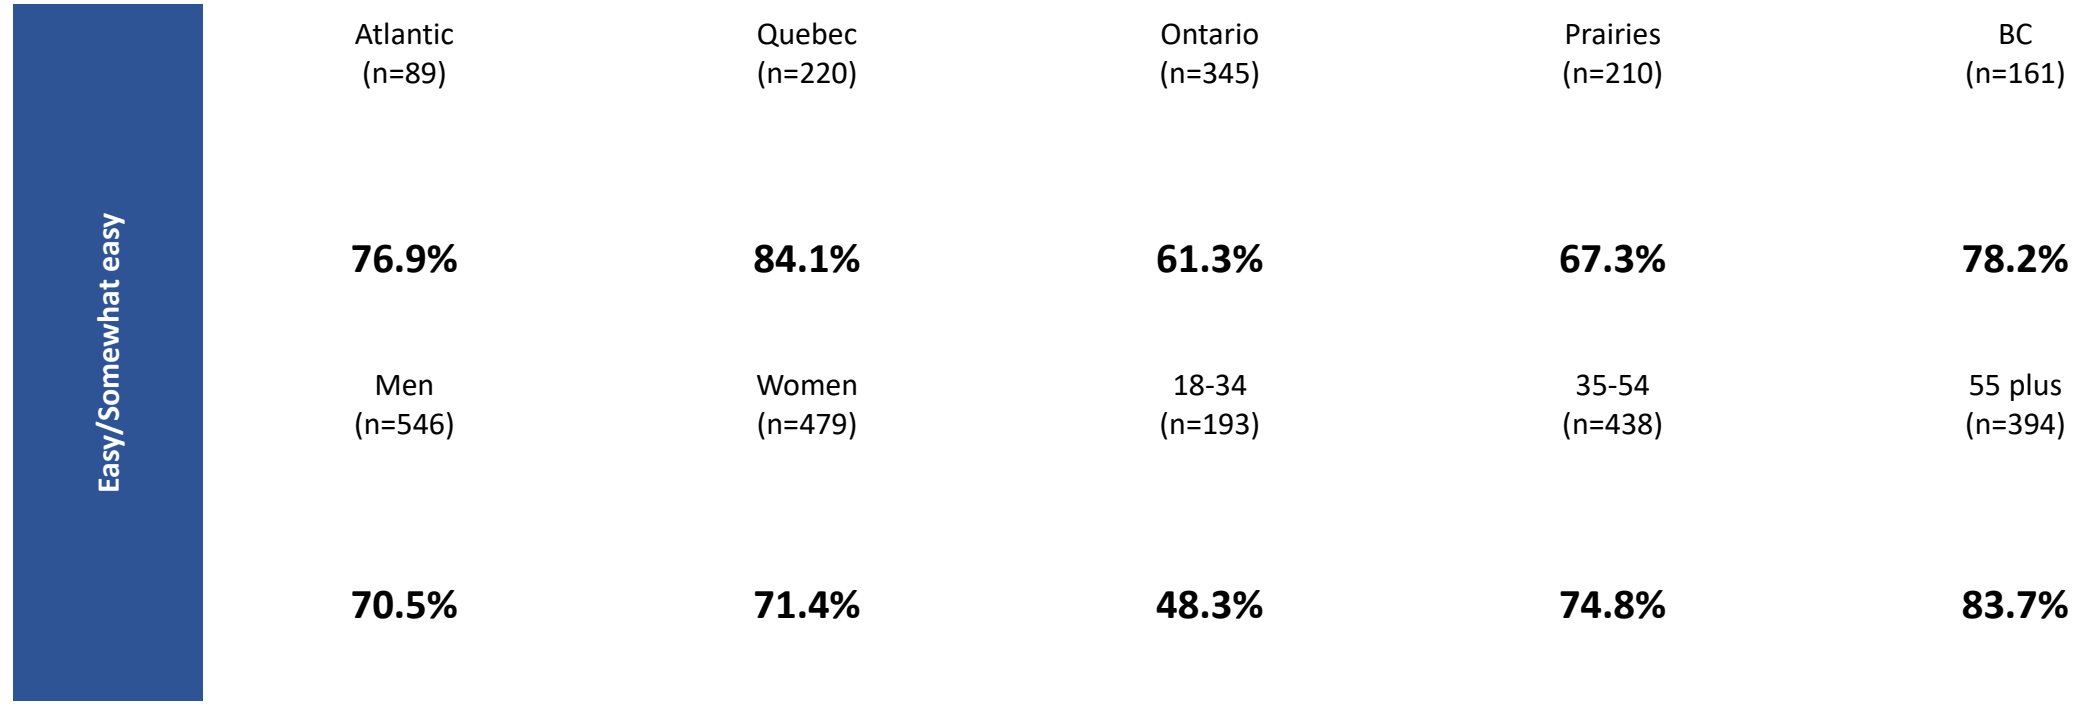 Easy/Somewhat easy
Atlantic Quebec Ontario Prairies BC
(n=89) (n=220) (n=345) (n=210) (n=161)
76.9% 84.1% 61.3% 67.3% 78.2%
Men Women 18-34 35-54 55 plus
(n=546) (n=479) (n=193) (n=438) (n=394)
70.5% 71.4% 48.3% 74.8% 83.7%